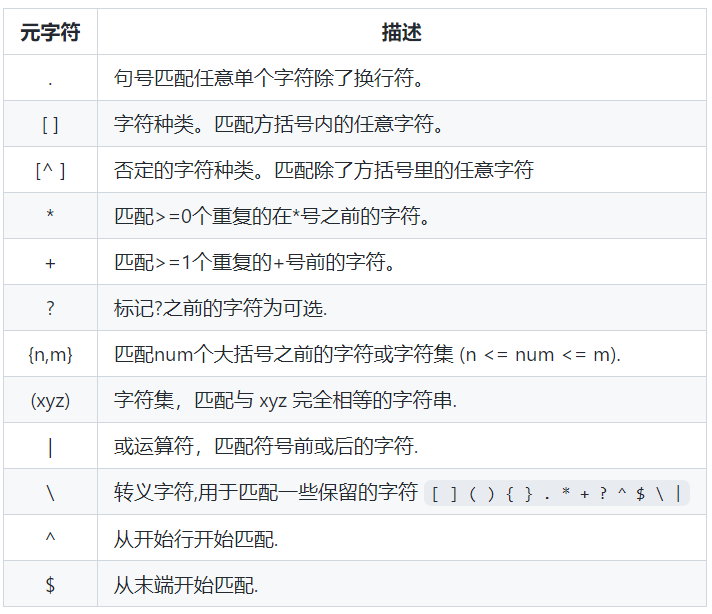 元字符 描述
. 句号匹配任意单个字符除了换行符。
[ ] 字符种类。匹配方括号内的任意字符。
[^ ] 否定的字符种类。匹配除了方括号里的任意字符
* 匹配>=0个重复的在*号之前的字符。
+ 匹配>=1个重复的+号前的字符。
? 标记?之前的字符为可选.
{n,m} 匹配num个大括号之前的字符或字符集 (n <= num <= m).
(xyz) 字符集，匹配与 xyz 完全相等的字符串.
| 或运算符，匹配符号前或后的字符.
\ 转义字符,用于匹配一些保留的字符 [ ] ( ) { } . * + ? ^ $ \ |
^ 从开始行开始匹配.
$ 从末端开始匹配.